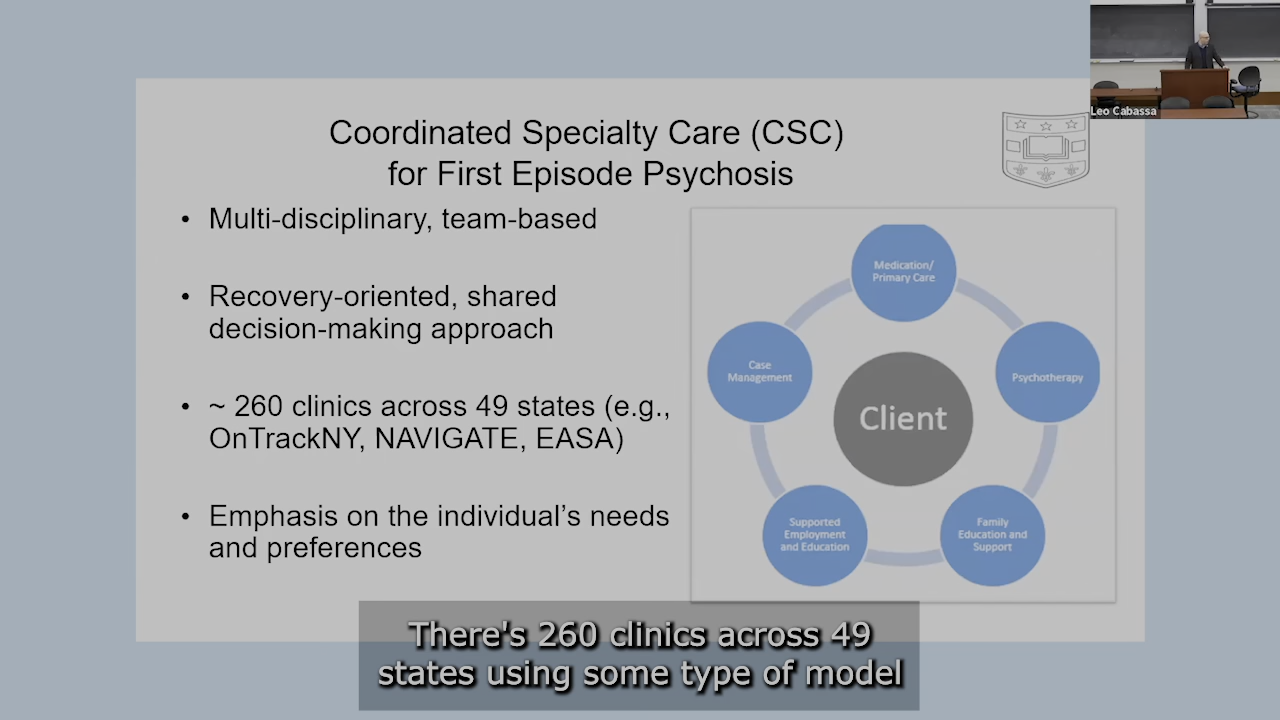 Leo Cabassa
Coordinated Specialty Care (CSC)
for First Episode Psychosis
• Multi-disciplinary, team-based
• Recovery-oriented, shared
decision-making approach
• ~ 260 clinics across 49 states (e.g.,
OnTrackNY, NAVIGATE, EASA)
• Emphasis on the individual’s needs
and preferences
Medication/
Primary Care
Psychotherapy
Family
Education and
Support
Supported
Employment
and Education
Case
Management
Client
There's 260 clinics across 49
states using some type of model